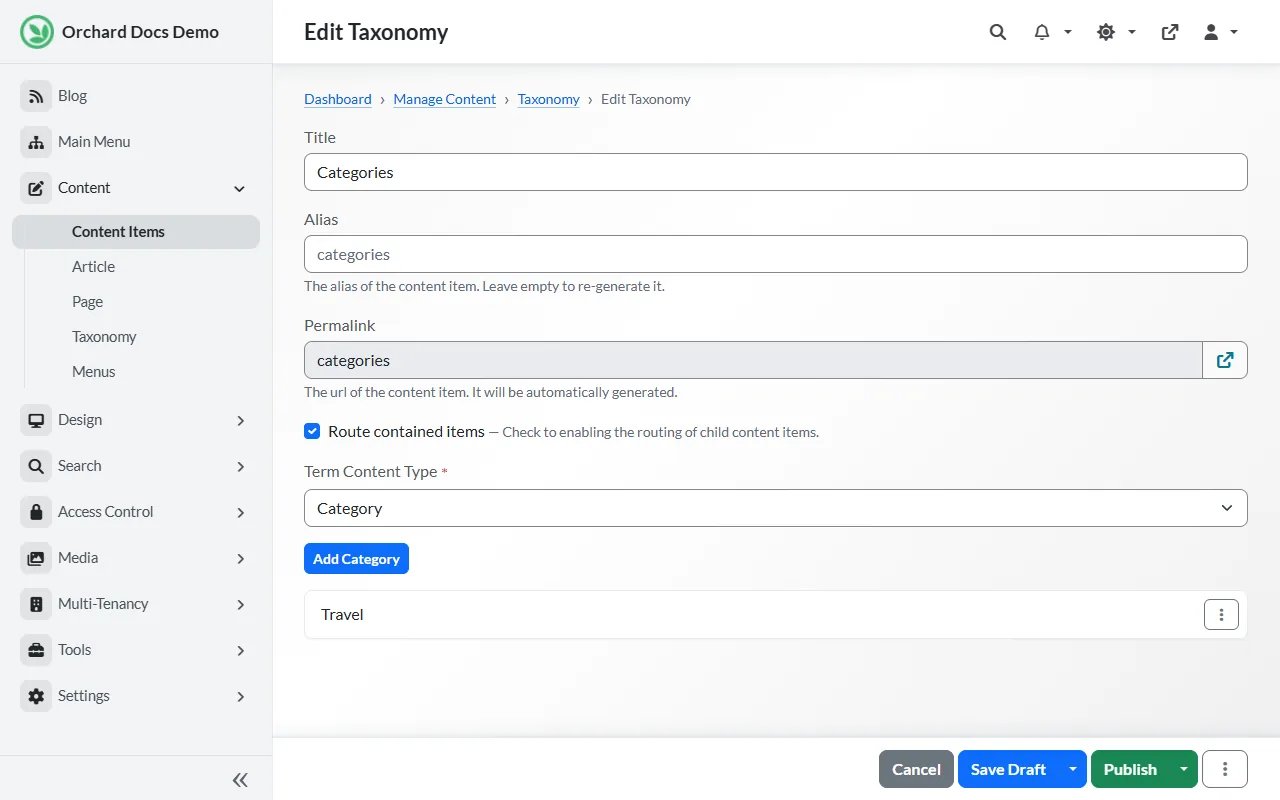 Orchard Docs Demo
Edit Taxonomy
Blog
Main Menu
Content
Content Items
Article
Page
Taxonomy
Menus
Design
Search
Access Control
Media
Multi-Tenancy
Tools
Settings
Dashboard › Manage Content › Taxonomy › Edit Taxonomy
Title
Categories
Alias
categories
The alias of the content item. Leave empty to re-generate it.
Permalink
categories
The url of the content item. It will be automatically generated.
Route contained items — Check to enabling the routing of child content items.
Term Content Type *
Category
Add Category
Travel
Cancel
Save Draft
Publish